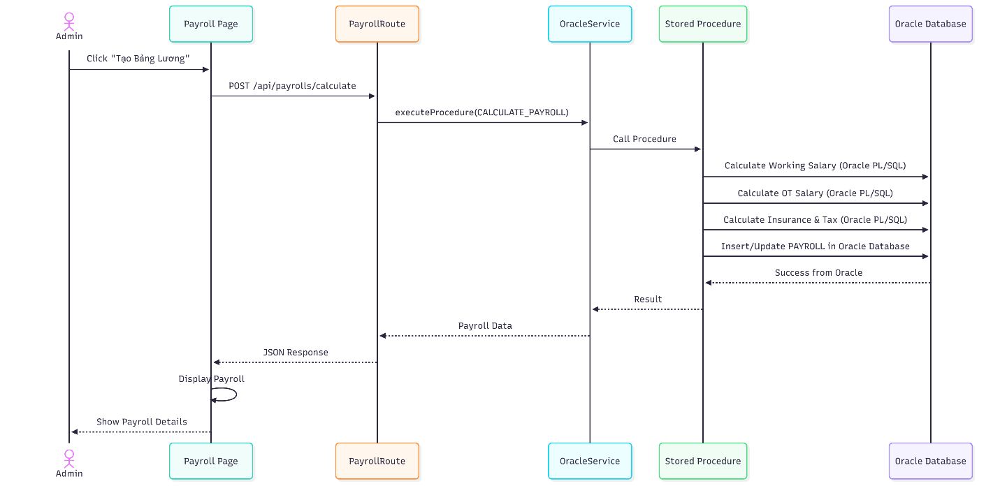 Admin
Payroll Page
PayrollRoute
OracleService
Stored Procedure
Oracle Database
Click "Tạo Bảng Lương"
POST /api/payrolls/calculate
executeProcedure(CALCULATE_PAYROLL)
Call Procedure
Calculate Working Salary (Oracle PL/SQL)
Calculate OT Salary (Oracle PL/SQL)
Calculate Insurance & Tax (Oracle PL/SQL)
Insert/Update PAYROLL in Oracle Database
Success from Oracle
Result
Payroll Data
JSON Response
Display Payroll
Show Payroll Details
Admin
Payroll Page
PayrollRoute
OracleService
Stored Procedure
Oracle Database